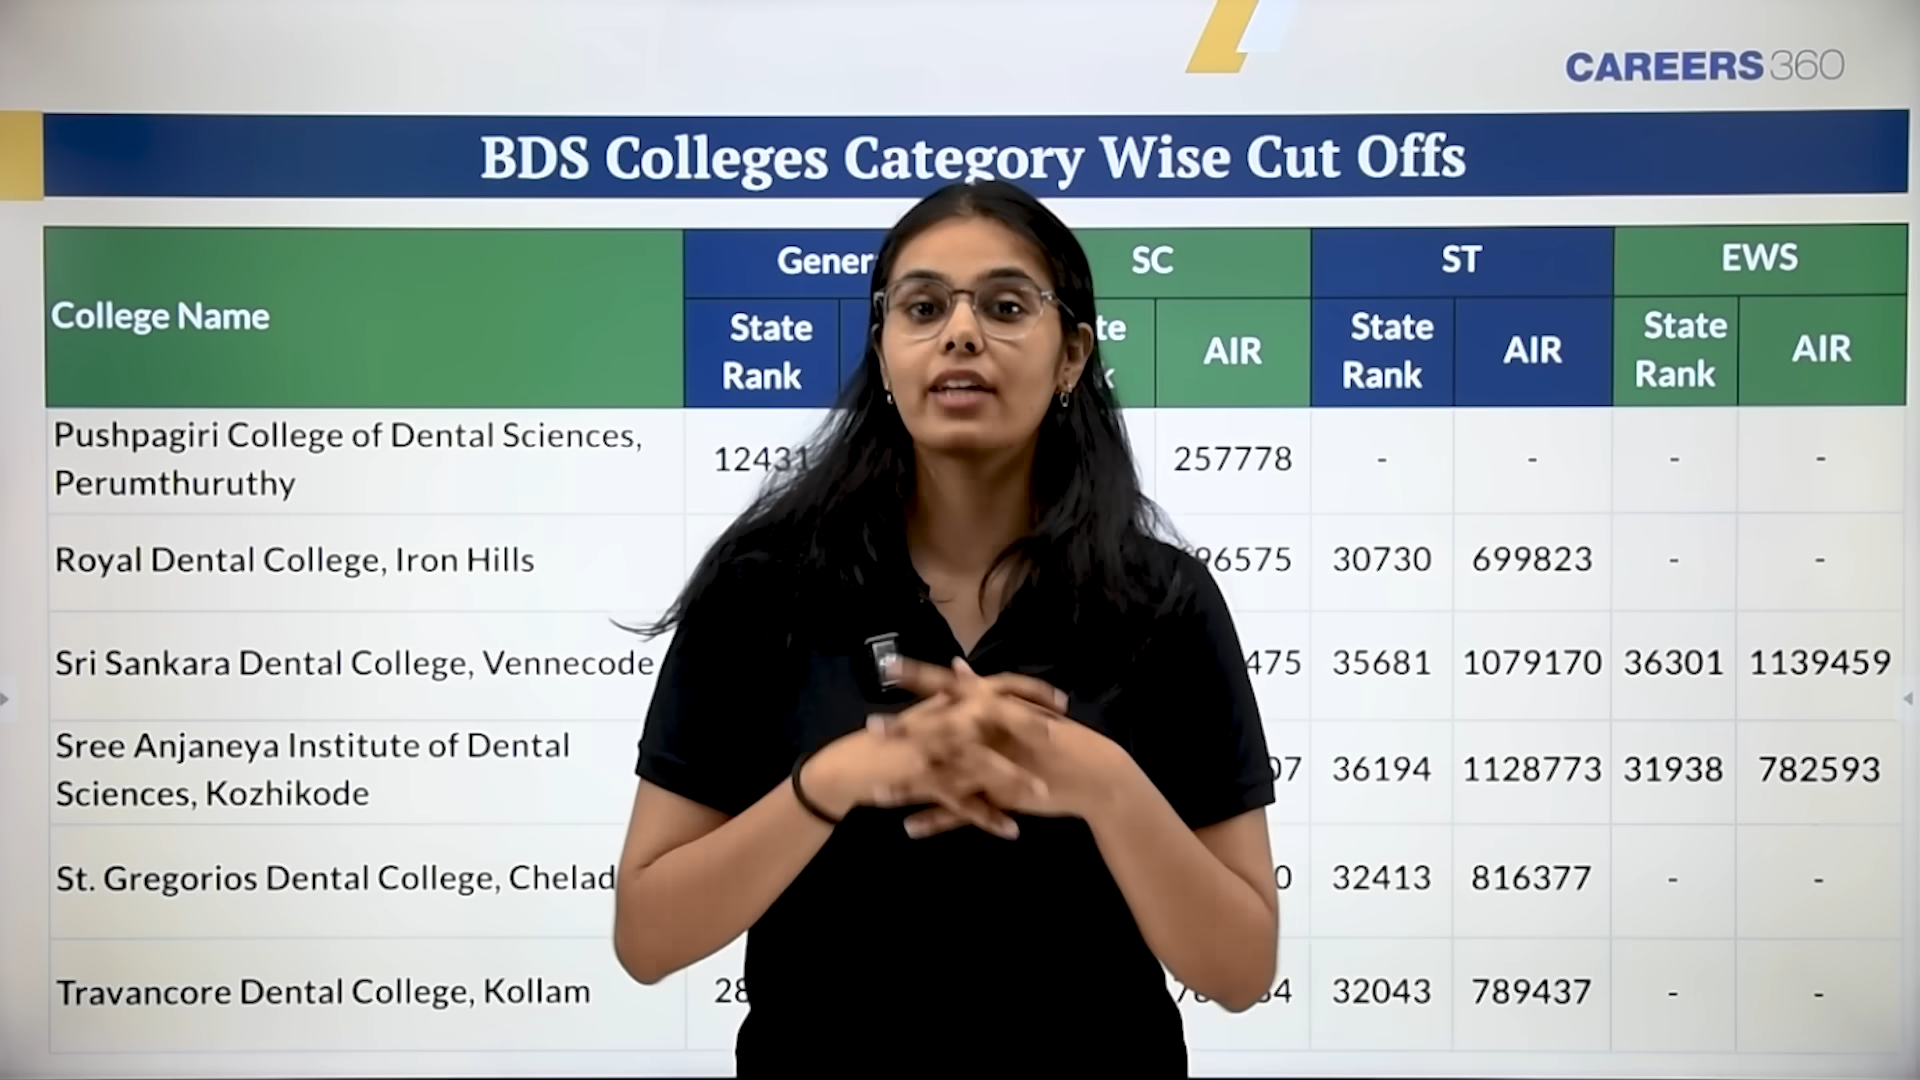 CAREERS360
BDS Colleges Category Wise Cut Offs
College Name
SC
ST
EWS
State
Rank
AIR
State
Rank
AIR
State
Rank
AIR
Pushpagiri College of Dental Sciences,
Perumthuruthy
12431
257778
-
-
-
-
Royal Dental College, Iron Hills
30730
699823
-
-
Sri Sankara Dental College, Vennecode
35681
1079170
36301
1139459
Sree Anjaneya Institute of Dental
Sciences, Kozhikode
36194
1128773
31938
782593
St. Gregorios Dental College,
32413
816377
-
-
Travancore Dental College, Kollam
32043
789437
-
-